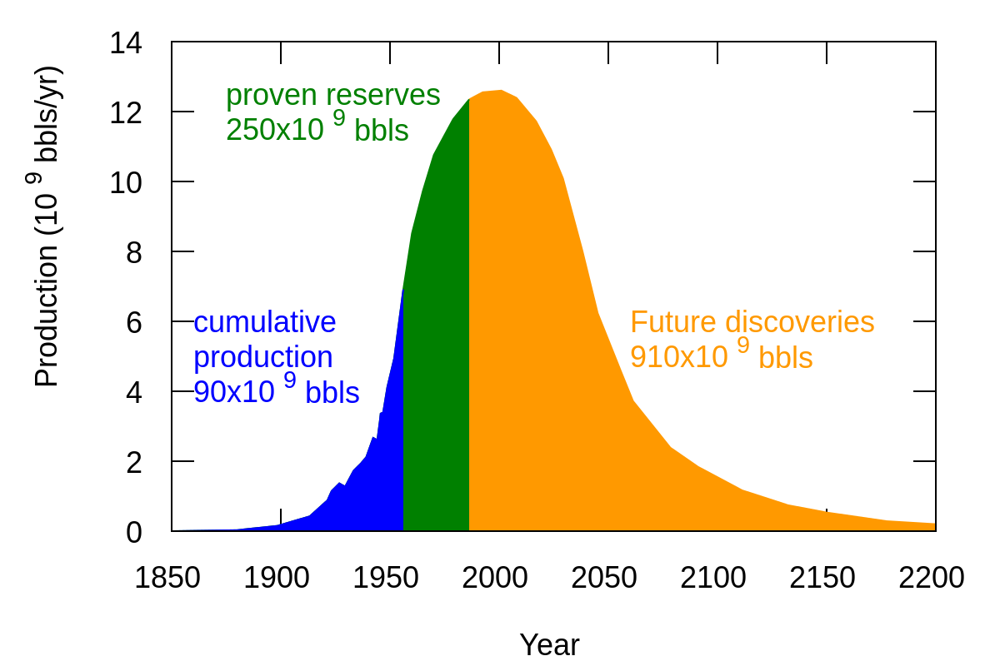 Production (10 9 bbls/yr)
14
12
10
8
6
4
2
0
proven reserves
250x10 9 bbls
cumulative
production
90x10 9 bbls
Future discoveries
910x10 9 bbls
1850 1900 1950 2000 2050 2100 2150 2200
Year